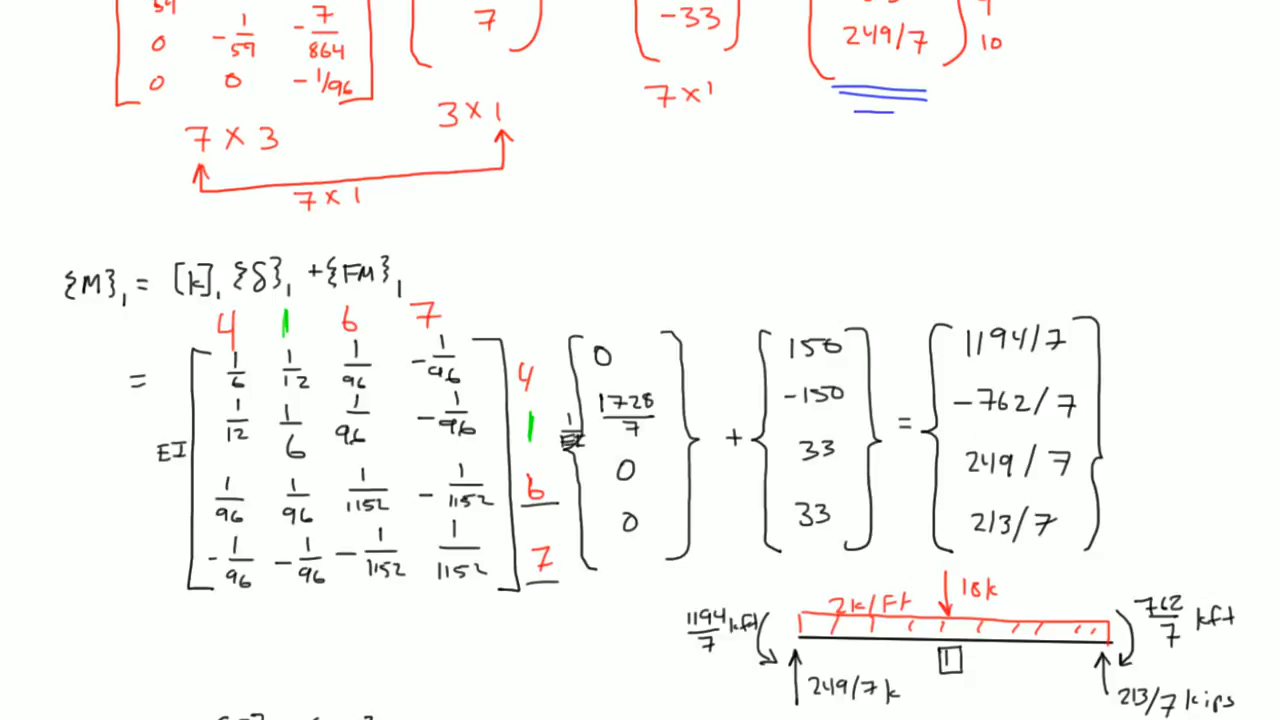 0 -1/59 -7/864 7 -33 249/7 10
0 0 -1/96
7 × 3 3 × 1 7 × 1
7 × 1
{M}₁ = [k]₁ {δ}₁ + {FM}₁
4 1 6 7
= EI [ 1/6 1/12 1/96 -1/96 ] 4 { 0 } + { 150 } = { 1194/7 }
1/12 1/6 1/96 -1/96 1 1728/7 -150 -762/7
1/96 1/96 1/1152 -1/1152 6 0 33 249/7
-1/96 -1/96 -1/1152 1/1152 7 0 33 213/7
2k/Ft 18k
1194/7 kft 762/7 kft
1
249/7 k 213/7 kips